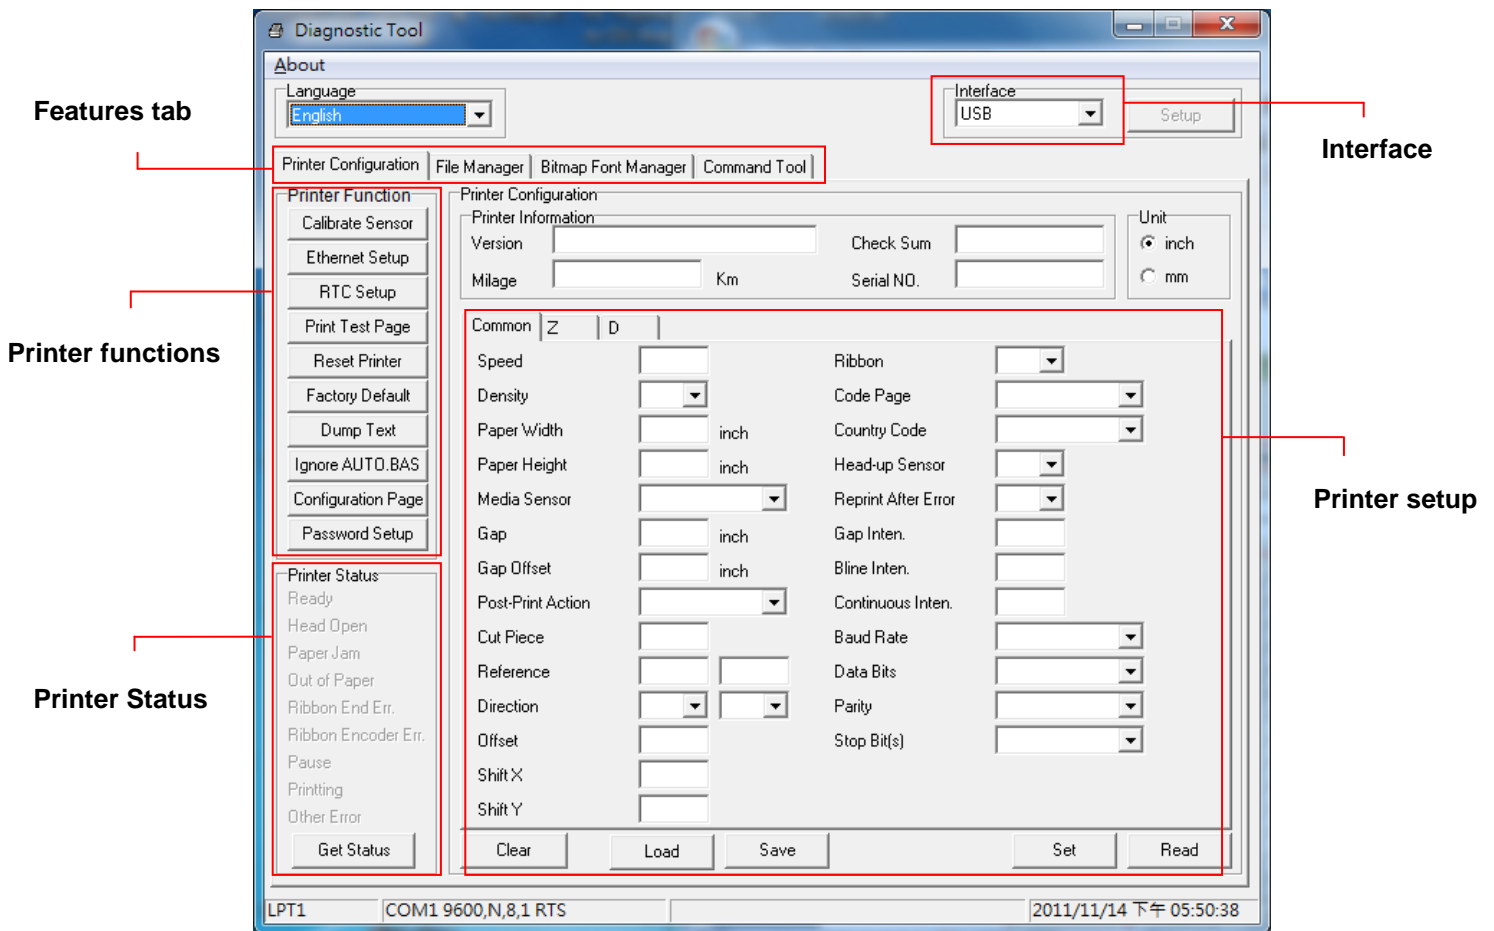 Diagnostic Tool
About
Language
English
Interface
USB
Setup
Features tab
Interface
Printer Configuration
File Manager
Bitmap Font Manager
Command Tool
Printer Function
Calibrate Sensor
Ethernet Setup
RTC Setup
Print Test Page
Reset Printer
Factory Default
Dump Text
Ignore AUTO.BAS
Configuration Page
Password Setup
Printer functions
Printer Configuration
Printer Information
Version
Check Sum
Milage
Km
Serial NO.
Unit
inch
mm
Common
Z
D
Speed
Density
Paper Width
inch
Paper Height
inch
Media Sensor
Gap
inch
Gap Offset
inch
Post-Print Action
Cut Piece
Reference
Direction
Offset
Shift X
Shift Y
Ribbon
Code Page
Country Code
Head-up Sensor
Reprint After Error
Gap Inten.
Bline Inten.
Continuous Inten.
Baud Rate
Data Bits
Parity
Stop Bit(s)
Printer setup
Printer Status
Ready
Head Open
Paper Jam
Out of Paper
Ribbon End Err.
Ribbon Encoder Err.
Pause
Printting
Other Error
Get Status
Printer Status
Clear
Load
Save
Set
Read
LPT1
COM1 9600,N,8,1 RTS
2011/11/14 下午 05:50:38